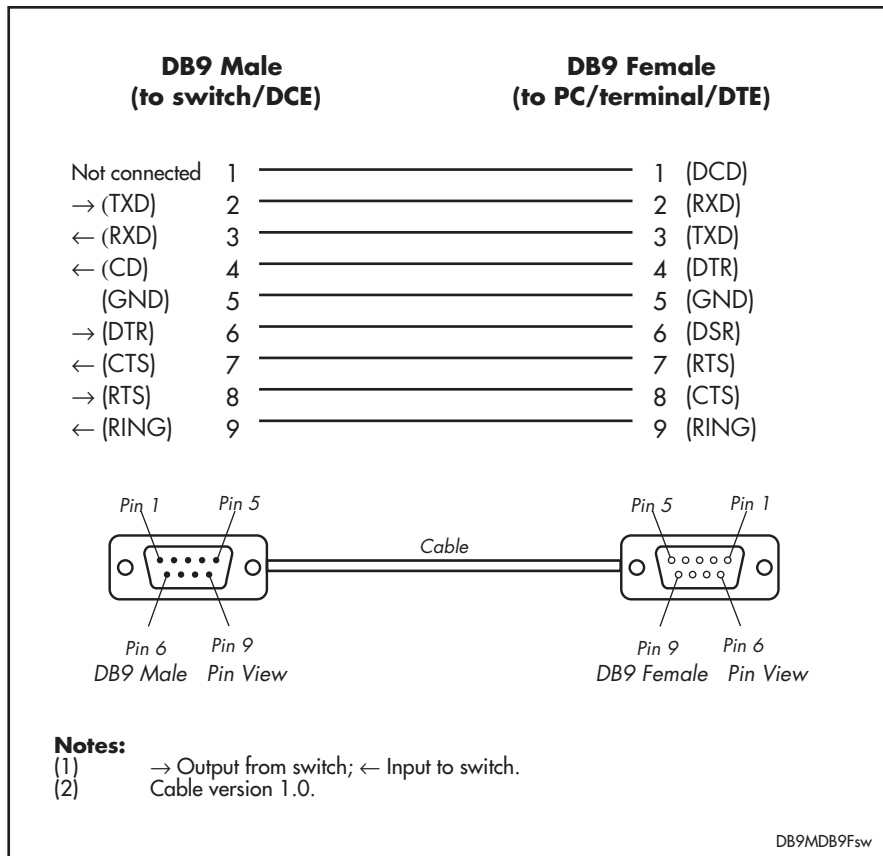 DB9 Male
(to switch/DCE)
DB9 Female
(to PC/terminal/DTE)
Not connected 1 1 (DCD)
→ (TXD) 2 2 (RXD)
← (RXD) 3 3 (TXD)
← (CD) 4 4 (DTR)
(GND) 5 5 (GND)
→ (DTR) 6 6 (DSR)
← (CTS) 7 7 (RTS)
→ (RTS) 8 8 (CTS)
← (RING) 9 9 (RING)
Pin 1 Pin 5 Pin 5 Pin 1
Cable
Pin 6 Pin 9 Pin 9 Pin 6
DB9 Male Pin View DB9 Female Pin View
Notes:
(1) → Output from switch; ← Input to switch.
(2) Cable version 1.0.
DB9MDB9Fsw